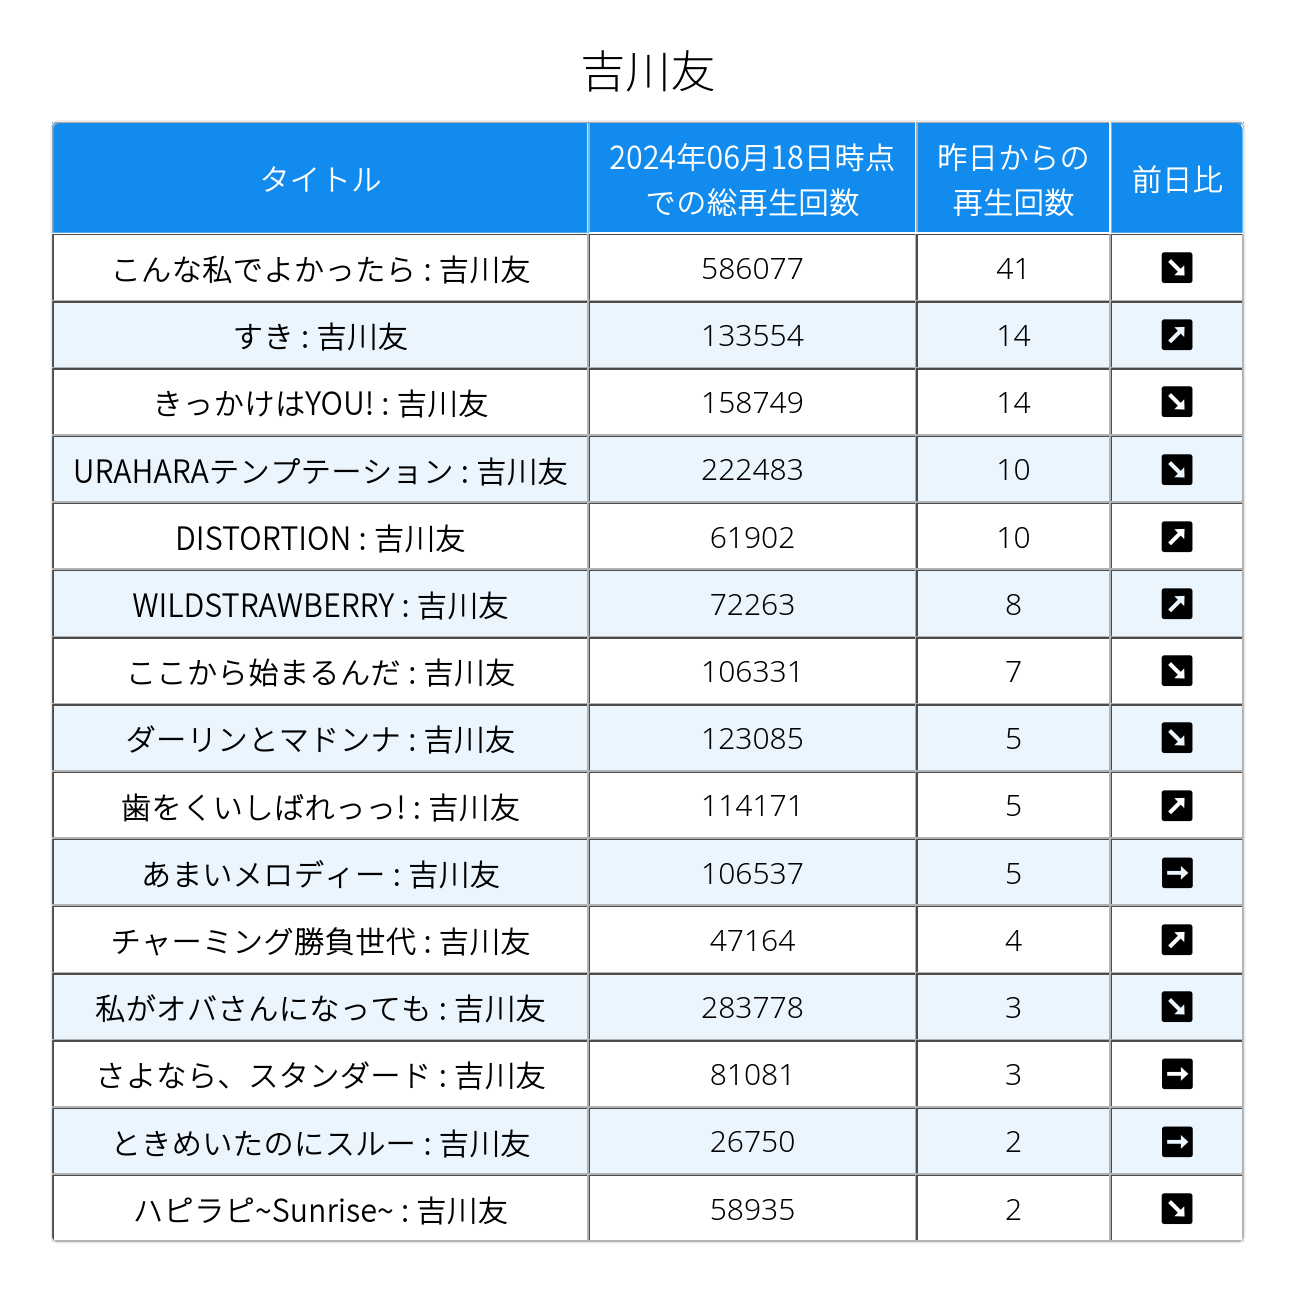 吉川友
タイトル 2024年06月18日時点での総再生回数 昨日からの再生回数 前日比
こんな私でよかったら : 吉川友 586077 41 ↘
すき : 吉川友 133554 14 ↗
きっかけはYOU! : 吉川友 158749 14 ↘
URAHARAテンプテーション : 吉川友 222483 10 ↘
DISTORTION : 吉川友 61902 10 ↗
WILDSTRAWBERRY : 吉川友 72263 8 ↗
ここから始まるんだ : 吉川友 106331 7 ↘
ダーリンとマドンナ : 吉川友 123085 5 ↘
歯をくいしばれっっ! : 吉川友 114171 5 ↗
あまいメロディー : 吉川友 106537 5 →
チャーミング勝負世代 : 吉川友 47164 4 ↗
私がオバさんになっても : 吉川友 283778 3 ↘
さよなら、スタンダード : 吉川友 81081 3 →
ときめいたのにスルー : 吉川友 26750 2 →
ハピラピ~Sunrise~ : 吉川友 58935 2 ↘